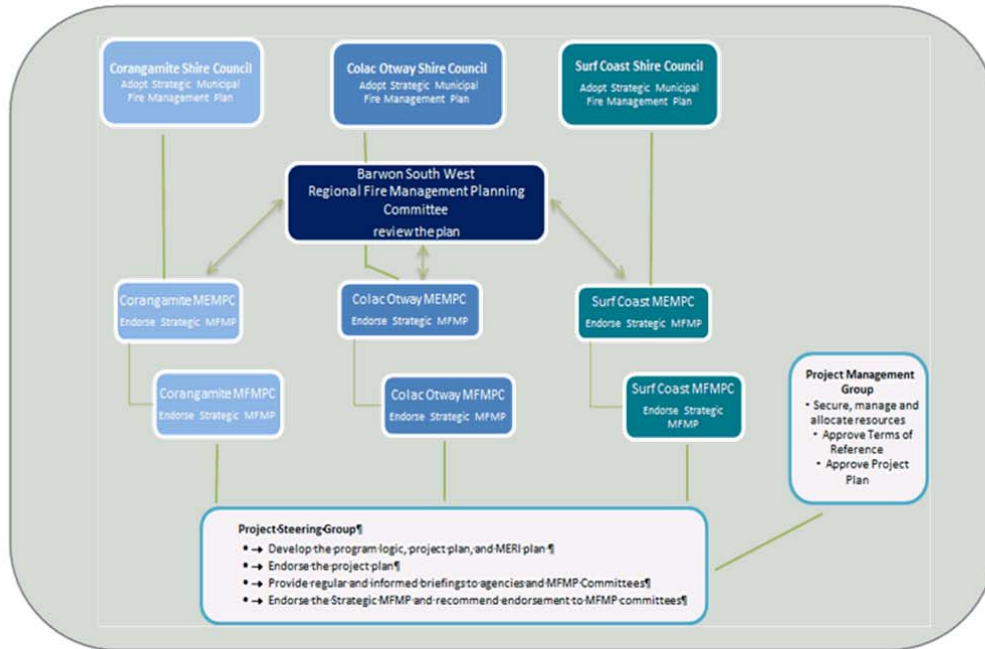 Corangamite Shire Council
Adopt Strategic Municipal
Fire Management Plan
Colac Otway Shire Council
Adopt Strategic Municipal
Fire Management Plan
Surf Coast Shire Council
Adopt Strategic Municipal
Fire Management Plan
Barwon South West
Regional Fire Management Planning
Committee
review the plan
Corangamite MEMPC
Endorse Strategic MFMP
Colac Otway MEMPC
Endorse Strategic MFMP
Surf Coast MEMPC
Endorse Strategic MFMP
Corangamite MFMPC
Endorse Strategic MFMP
Colac Otway MFMPC
Endorse Strategic MFMP
Surf Coast MFMPC
Endorse Strategic
MFMP
Project Management
Group
• Secure, manage and
allocate resources
• Approve Terms of
Reference
• Approve Project
Plan
Project·Steering·Group¶
• → Develop·the·program·logic,·project·plan,·and·MERI·plan·¶
• → Endorse·the·project·plan¶
• → Provide·regular·and·informed·briefings·to·agencies·and·MFMP·Committees¶
• → Endorse·the·Strategic·MFMP·and·recommend·endorsement·to·MFMP·committees¶